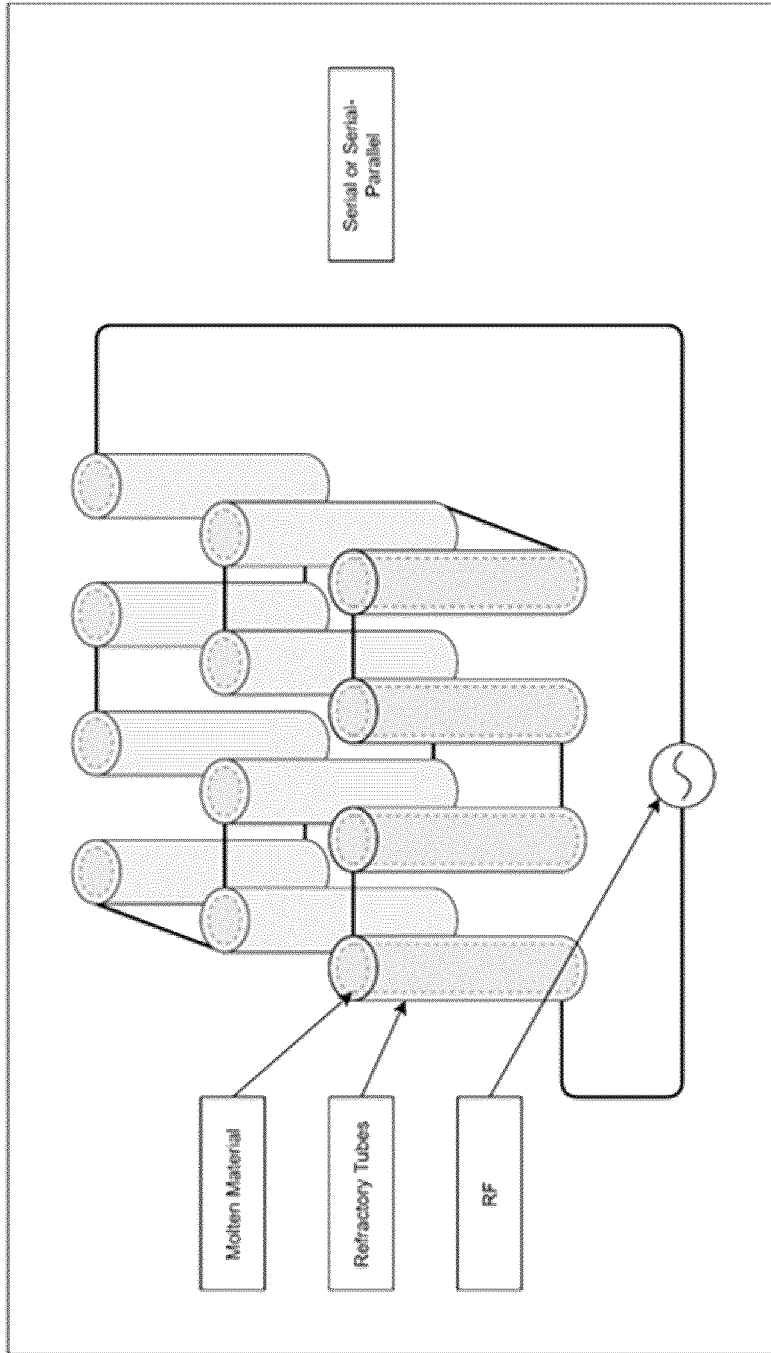 Molten Material
Refractory Tubes
RF
Serial or Serial-
Parallel